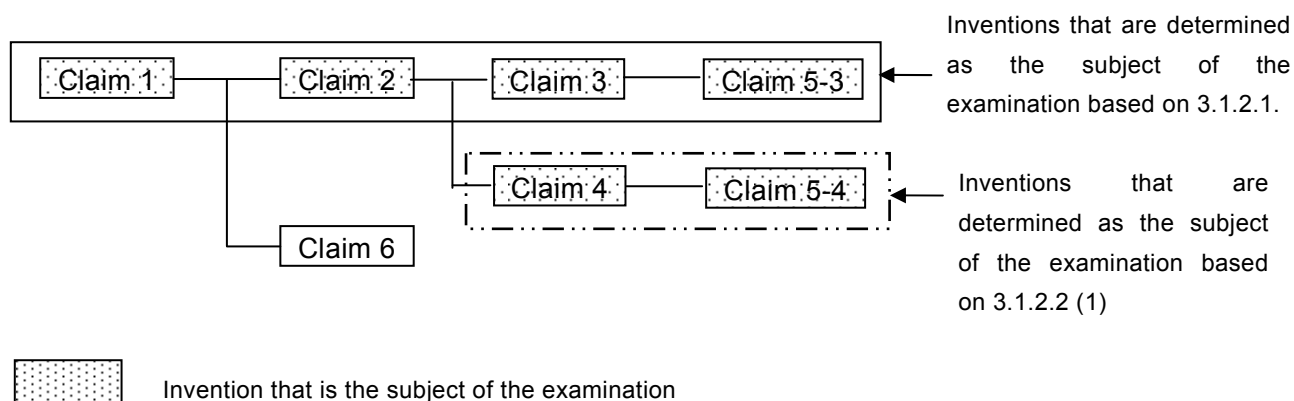 Inventions that are determined
as the subject of the
examination based on 3.1.2.1.
Claim 1
Claim 2
Claim 3
Claim 5-3
Claim 4
Claim 5-4
Inventions that are
determined as the subject
of the examination based
on 3.1.2.2 (1)
Claim 6
Invention that is the subject of the examination